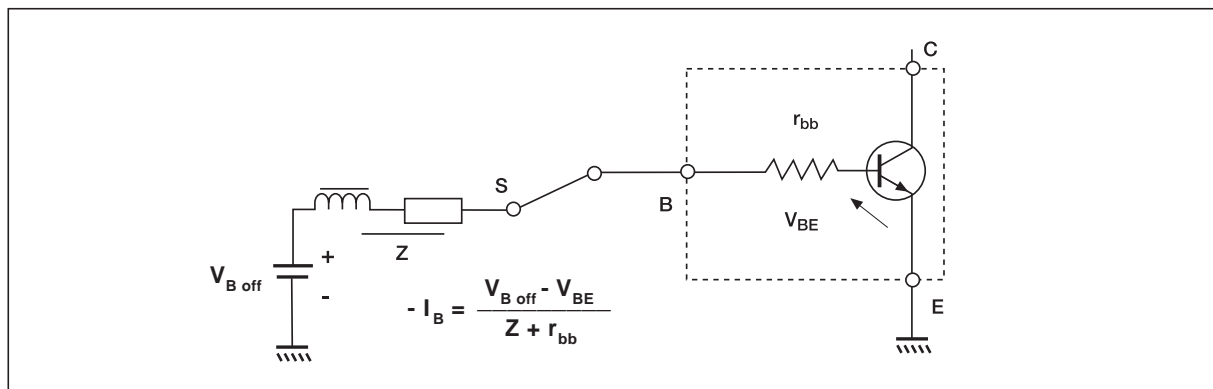 C
r_bb
S
B
V_BE
Z
V_B off
+
-
- I_B = (V_B off - V_BE) / (Z + r_bb)
E